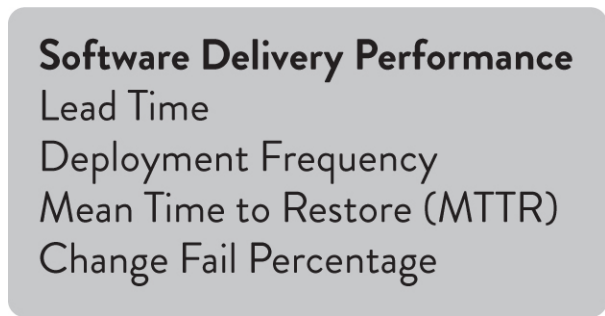 Software Delivery Performance
Lead Time
Deployment Frequency
Mean Time to Restore (MTTR)
Change Fail Percentage